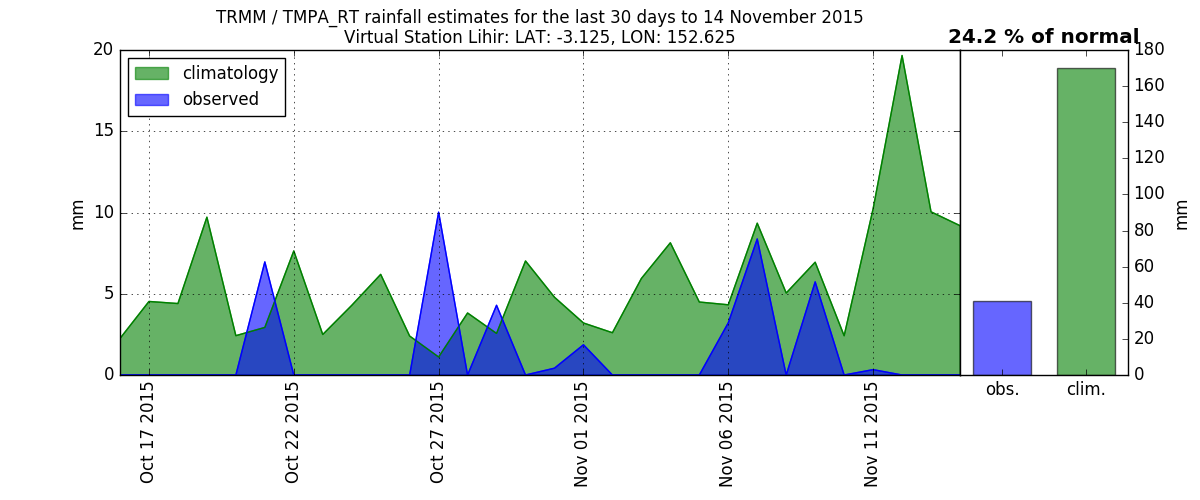 TRMM / TMPA_RT rainfall estimates for the last 30 days to 14 November 2015
Virtual Station Lihir: LAT: -3.125, LON: 152.625
24.2 % of normal
climatology
observed
20
15
10
5
0
mm
Oct 17 2015
Oct 22 2015
Oct 27 2015
Nov 01 2015
Nov 06 2015
Nov 11 2015
obs.
clim.
180
160
140
120
100
80
60
40
20
0
mm